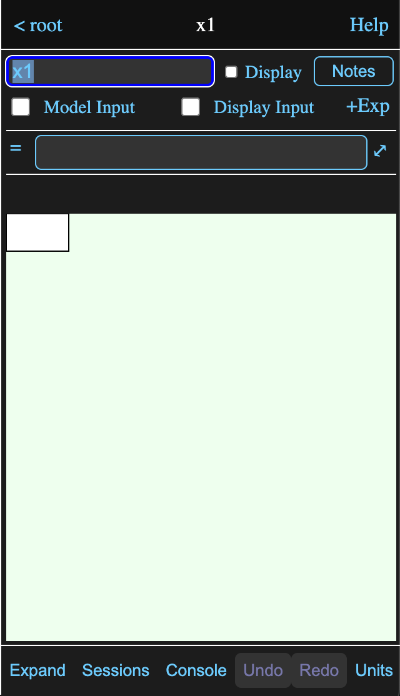 < root x1 Help
x1 Display Notes
Model Input Display Input +Exp
= ⤢
Expand Sessions Console Undo Redo Units